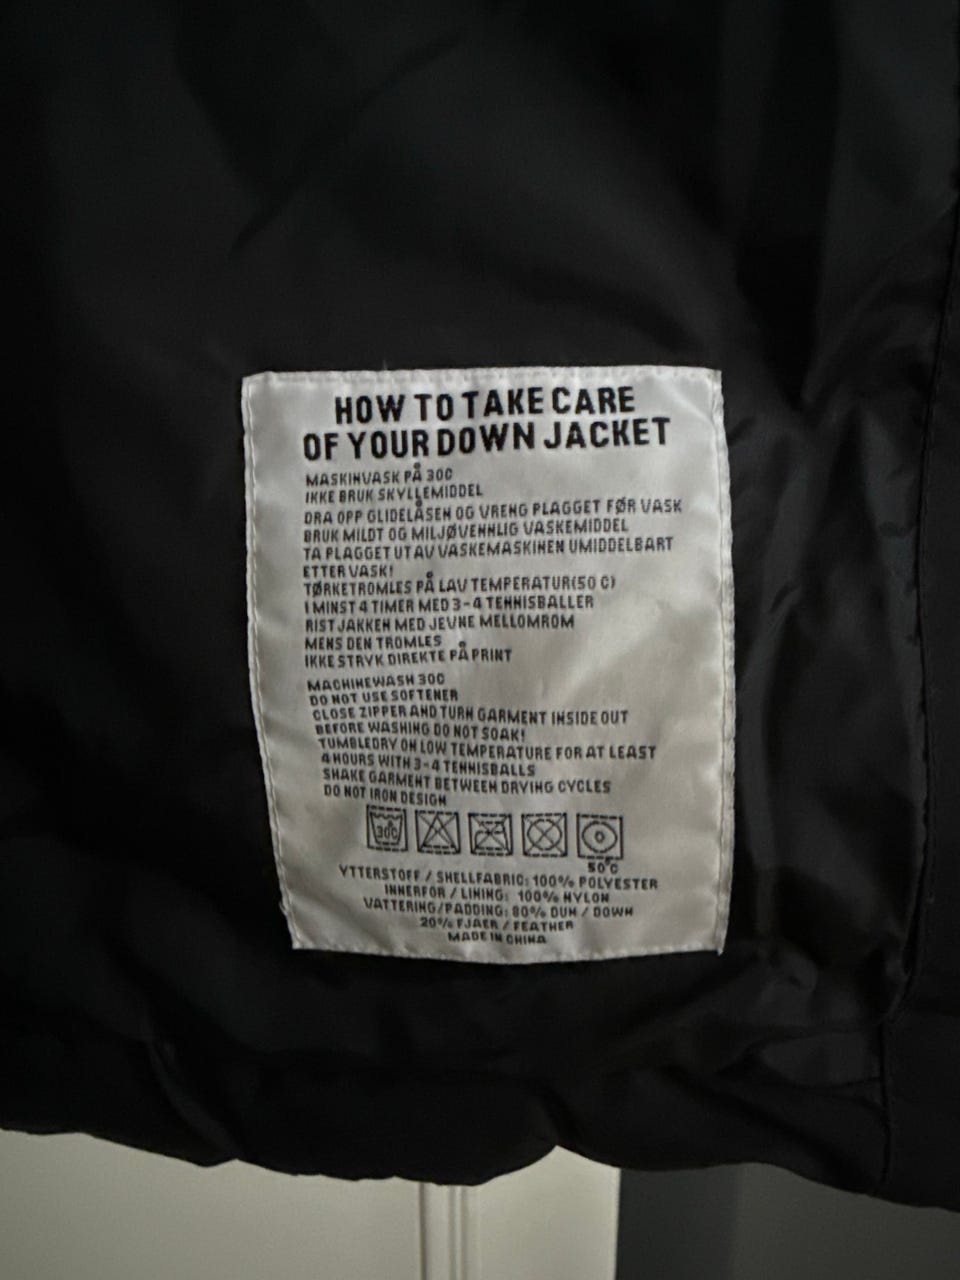 HOW TO TAKE CARE
OF YOUR DOWN JACKET
MASKINVASK PÅ 30C
IKKE BRUK SKYLLEMIDDEL
DRA OPP GLIDELÅSEN OG VRENG PLAGGET FØR VASK
BRUK MILDT OG MILJØVENNLIG VASKEMIDDEL
TA PLAGGET UT AV VASKEMASKINEN UMIDDELBART
ETTER VASK!
TØRKETROMLES PÅ LAV TEMPERATUR(50 C)
I MINST 4 TIMER MED 3-4 TENNISBALLER
RIST JAKKEN MED JEVNE MELLOMROM
MENS DEN TROMLES
IKKE STRYK DIREKTE PÅ PRINT
MACHINEWASH 30C
DO NOT USE SOFTENER
CLOSE ZIPPER AND TURN GARMENT INSIDE OUT
BEFORE WASHING DO NOT SOAK!
TUMBLEDRY ON LOW TEMPERATURE FOR AT LEAST
4 HOURS WITH 3-4 TENNISBALLS
SHAKE GARMENT BETWEEN DRYING CYCLES
DO NOT IRON DESIGN
30C
50°C
YTTERSTOFF / SHELLFABRIC: 100% POLYESTER
INNERFOR / LINING: 100% NYLON
VATTERING/PADDING: 80% DUN / DOWN
20% FJAER / FEATHER
MADE IN CHINA